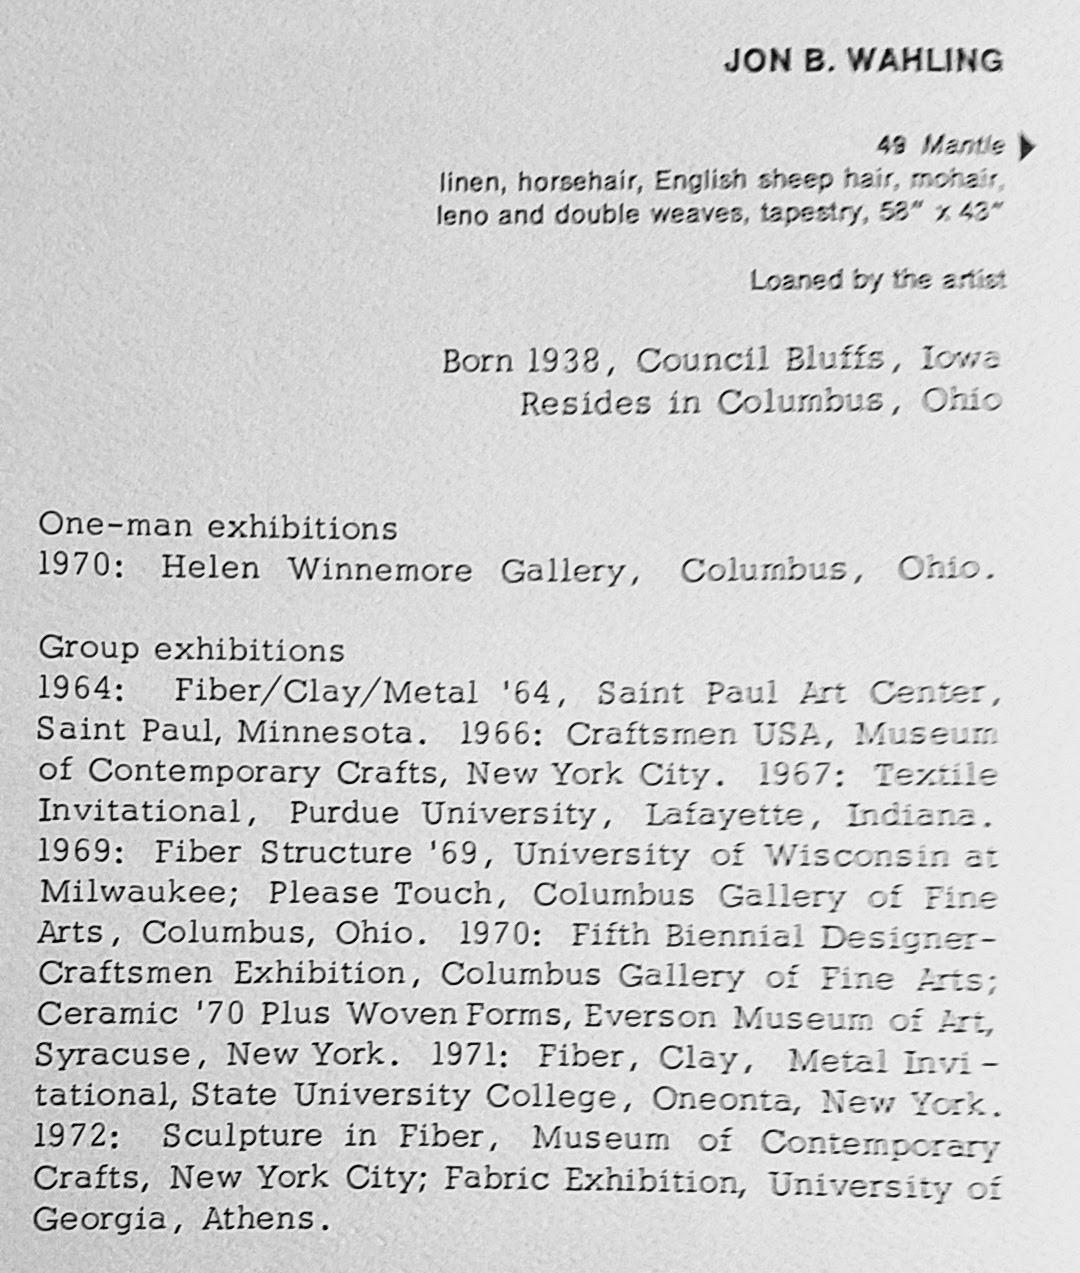 JON B. WAHLING
49 Mantle ▶
linen, horsehair, English sheep hair, mohair,
leno and double weaves, tapestry, 58" x 43"
Loaned by the artist
Born 1938, Council Bluffs, Iowa
Resides in Columbus, Ohio
One-man exhibitions
1970: Helen Winnemore Gallery, Columbus, Ohio.
Group exhibitions
1964: Fiber/Clay/Metal '64, Saint Paul Art Center,
Saint Paul, Minnesota. 1966: Craftsmen USA, Museum
of Contemporary Crafts, New York City. 1967: Textile
Invitational, Purdue University, Lafayette, Indiana.
1969: Fiber Structure '69, University of Wisconsin at
Milwaukee; Please Touch, Columbus Gallery of Fine
Arts, Columbus, Ohio. 1970: Fifth Biennial Designer-
Craftsmen Exhibition, Columbus Gallery of Fine Arts;
Ceramic '70 Plus Woven Forms, Everson Museum of Art,
Syracuse, New York. 1971: Fiber, Clay, Metal Invi-
tational, State University College, Oneonta, New York.
1972: Sculpture in Fiber, Museum of Contemporary
Crafts, New York City; Fabric Exhibition, University of
Georgia, Athens.